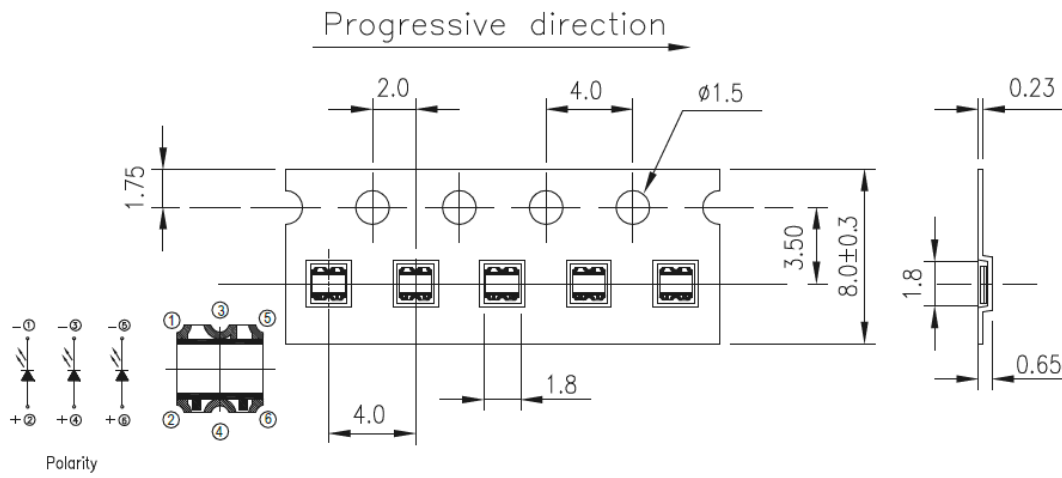 Progressive direction
2.0
4.0
ø1.5
0.23
1.75
3.50
8.0±0.3
1.8
0.65
1.8
4.0
-① -③ -⑤
+② +④ +⑥
① ③ ⑤
② ④ ⑥
Polarity